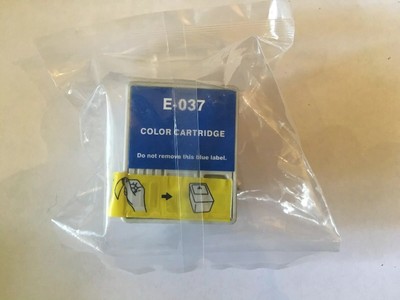 E-037
COLOR CARTRIDGE
Do not remove this blue label.